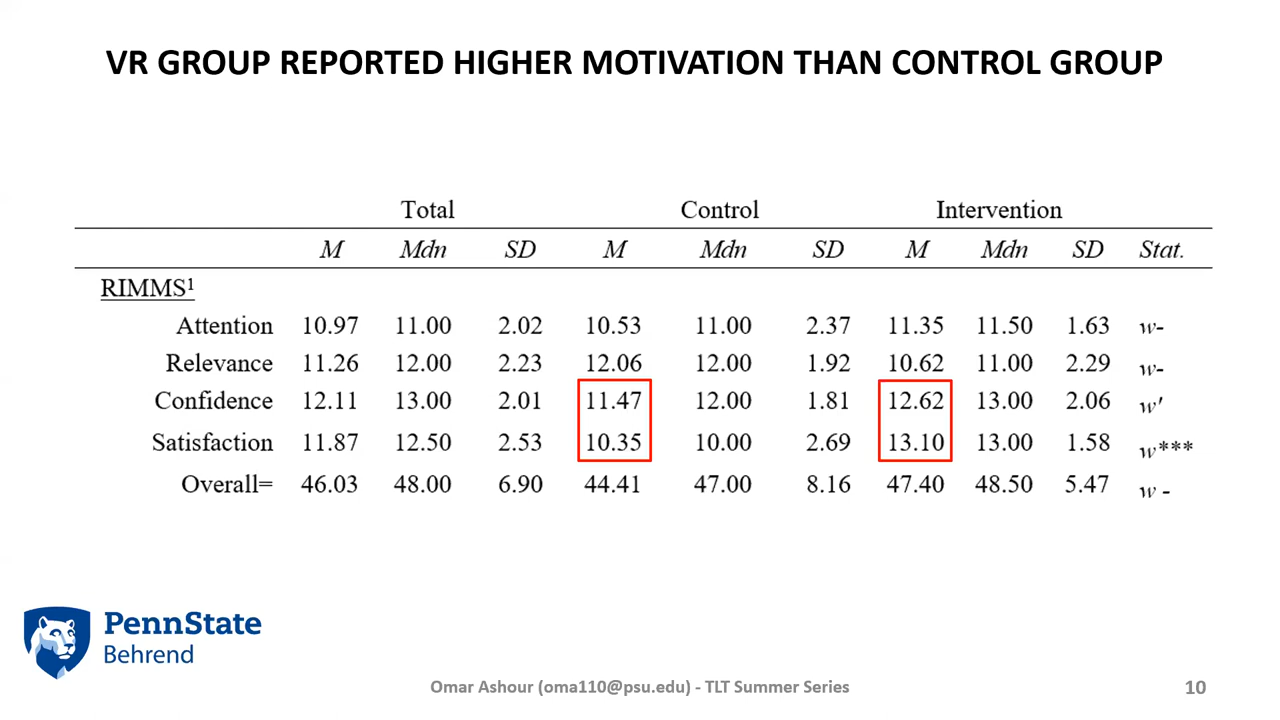 VR GROUP REPORTED HIGHER MOTIVATION THAN CONTROL GROUP
Total Control Intervention
M Mdn SD M Mdn SD M Mdn SD Stat.
RIMMS¹
Attention 10.97 11.00 2.02 10.53 11.00 2.37 11.35 11.50 1.63 w-
Relevance 11.26 12.00 2.23 12.06 12.00 1.92 10.62 11.00 2.29 w-
Confidence 12.11 13.00 2.01 11.47 12.00 1.81 12.62 13.00 2.06 w'
Satisfaction 11.87 12.50 2.53 10.35 10.00 2.69 13.10 13.00 1.58 w***
Overall= 46.03 48.00 6.90 44.41 47.00 8.16 47.40 48.50 5.47 w -
PennState
Behrend
Omar Ashour (oma110@psu.edu) - TLT Summer Series 10